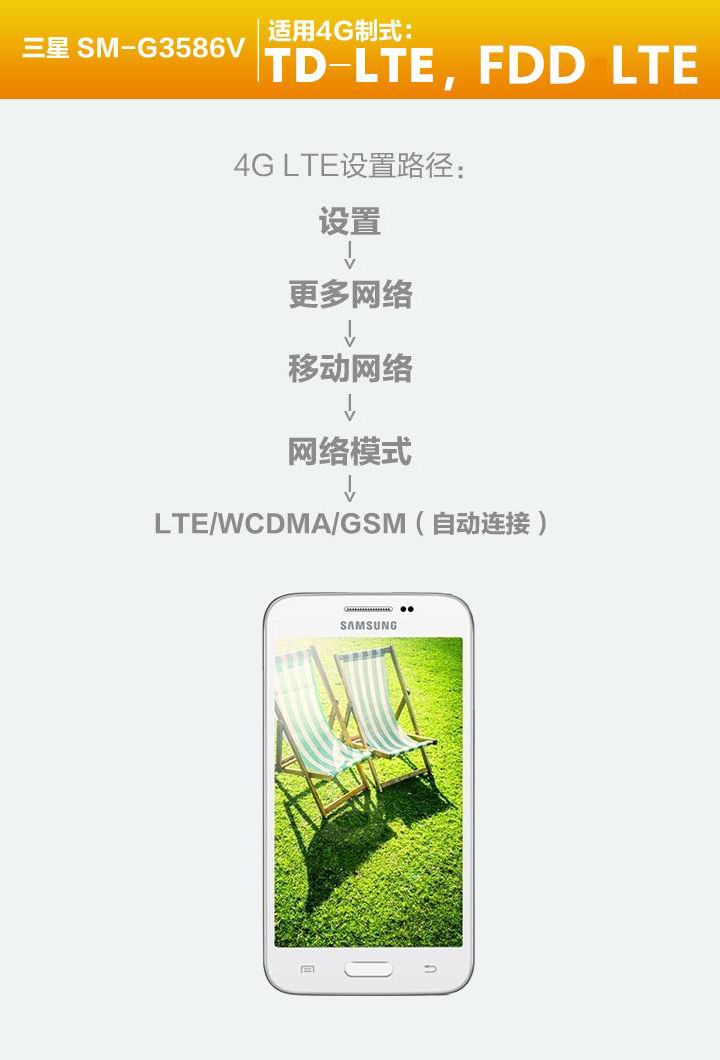 三星 SM-G3586V
适用4G制式：
TD-LTE，FDD LTE
4G LTE设置路径：
设置
更多网络
移动网络
网络模式
LTE/WCDMA/GSM（自动连接）
SAMSUNG